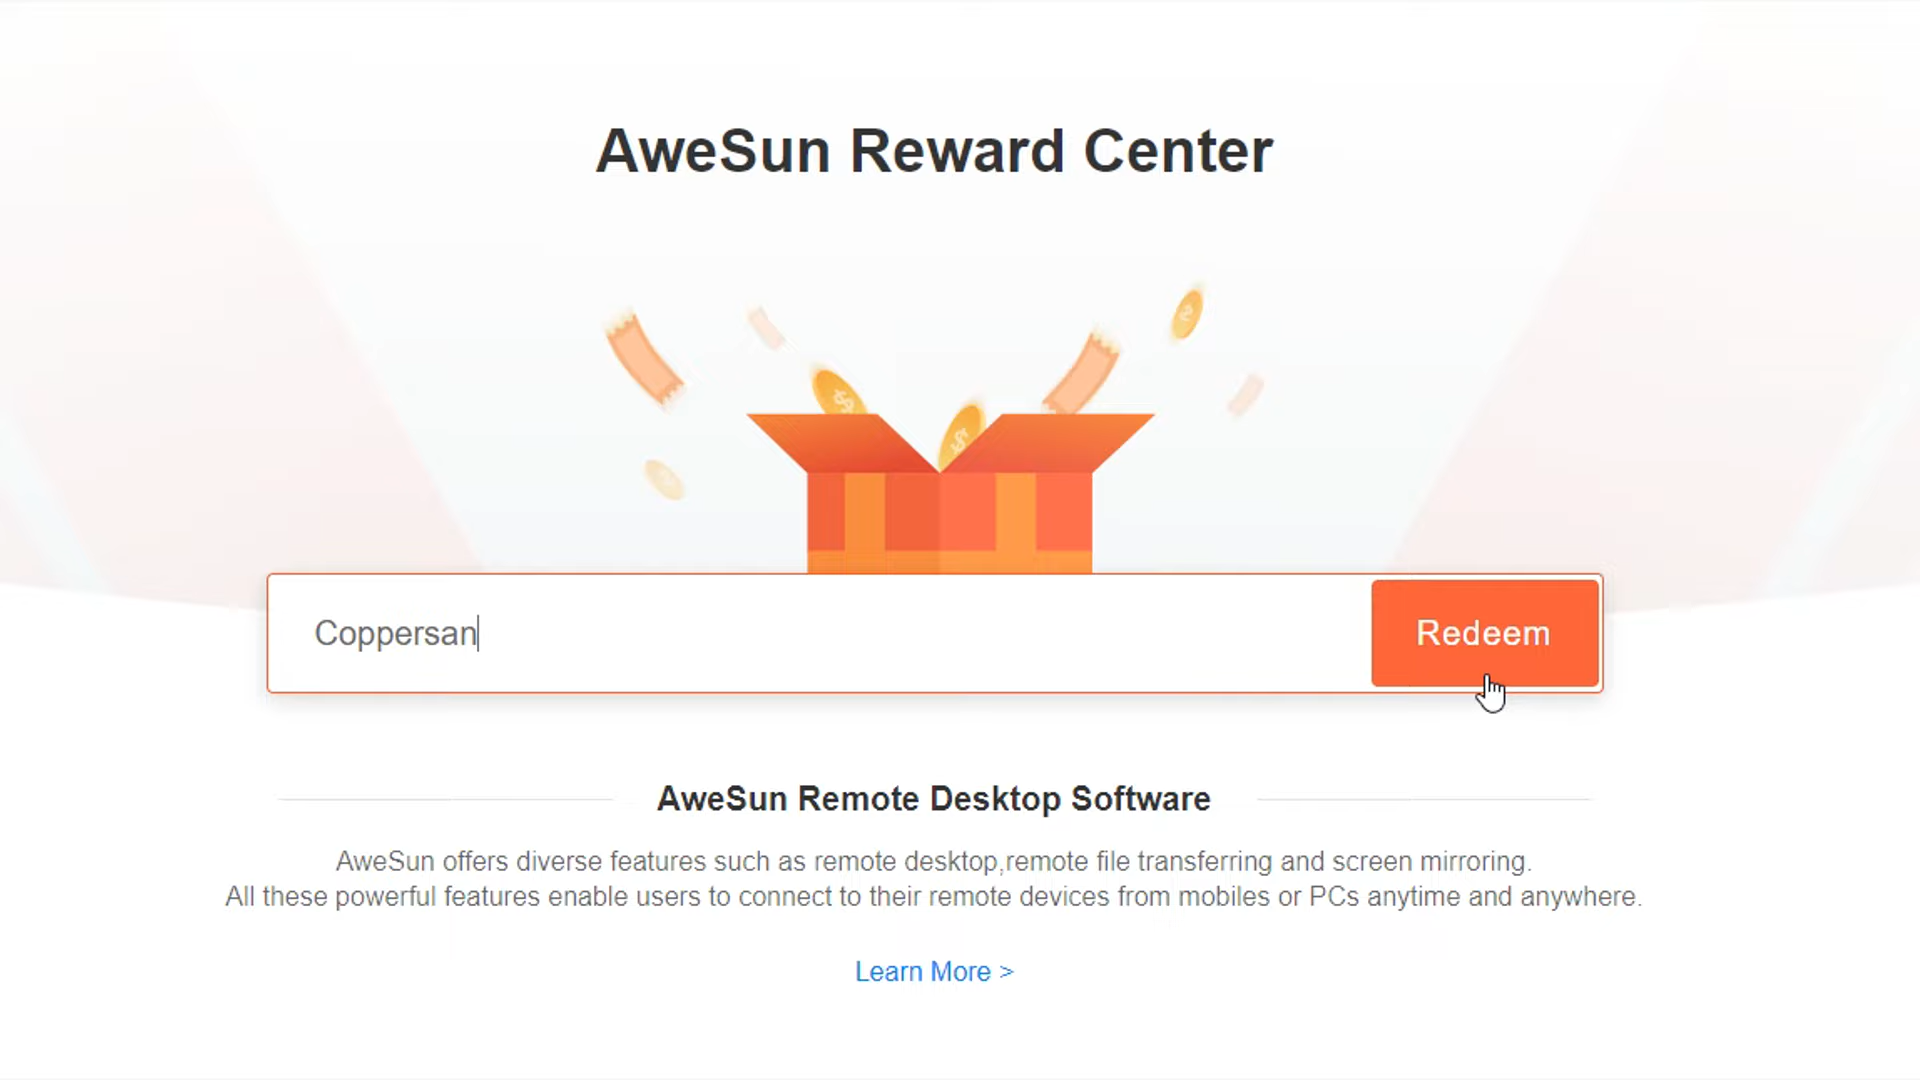 AweSun Reward Center
Coppersan
Redeem
AweSun Remote Desktop Software
AweSun offers diverse features such as remote desktop,remote file transferring and screen mirroring.
All these powerful features enable users to connect to their remote devices from mobiles or PCs anytime and anywhere.
Learn More >